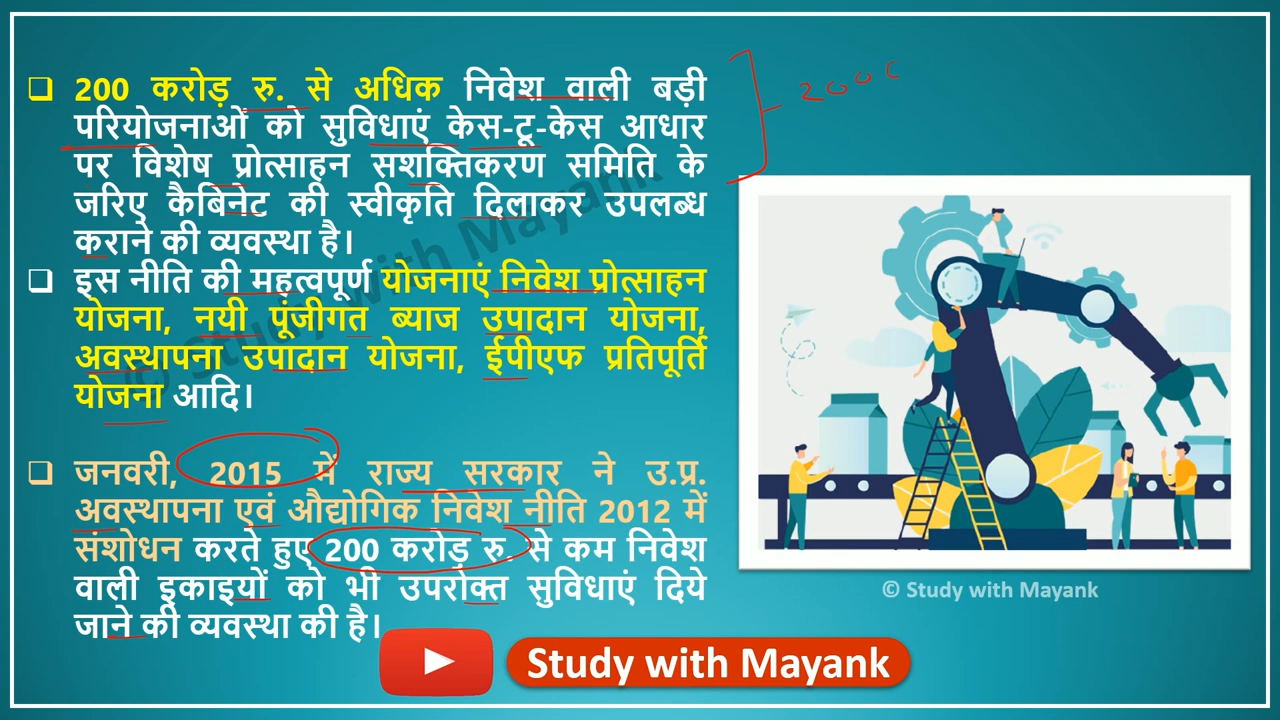 200 करोड़ रु. से अधिक निवेश वाली बड़ी
परियोजनाओं को सुविधाएं केस-टू-केस आधार
पर विशेष प्रोत्साहन सशक्तिकरण समिति के
जरिए कैबिनेट की स्वीकृति दिलाकर उपलब्ध
कराने की व्यवस्था है।
इस नीति की महत्वपूर्ण योजनाएं निवेश प्रोत्साहन
योजना, नयी पूंजीगत ब्याज उपादान योजना,
अवस्थापना उपादान योजना, ईपीएफ प्रतिपूर्ति
योजना आदि।
जनवरी, 2015 में राज्य सरकार ने उ.प्र.
अवस्थापना एवं औद्योगिक निवेश नीति 2012 में
संशोधन करते हुए 200 करोड़ रु. से कम निवेश
वाली इकाइयों को भी उपरोक्त सुविधाएं दिये
जाने की व्यवस्था की है।
© Study with Mayank
© Study with Mayank
Study with Mayank